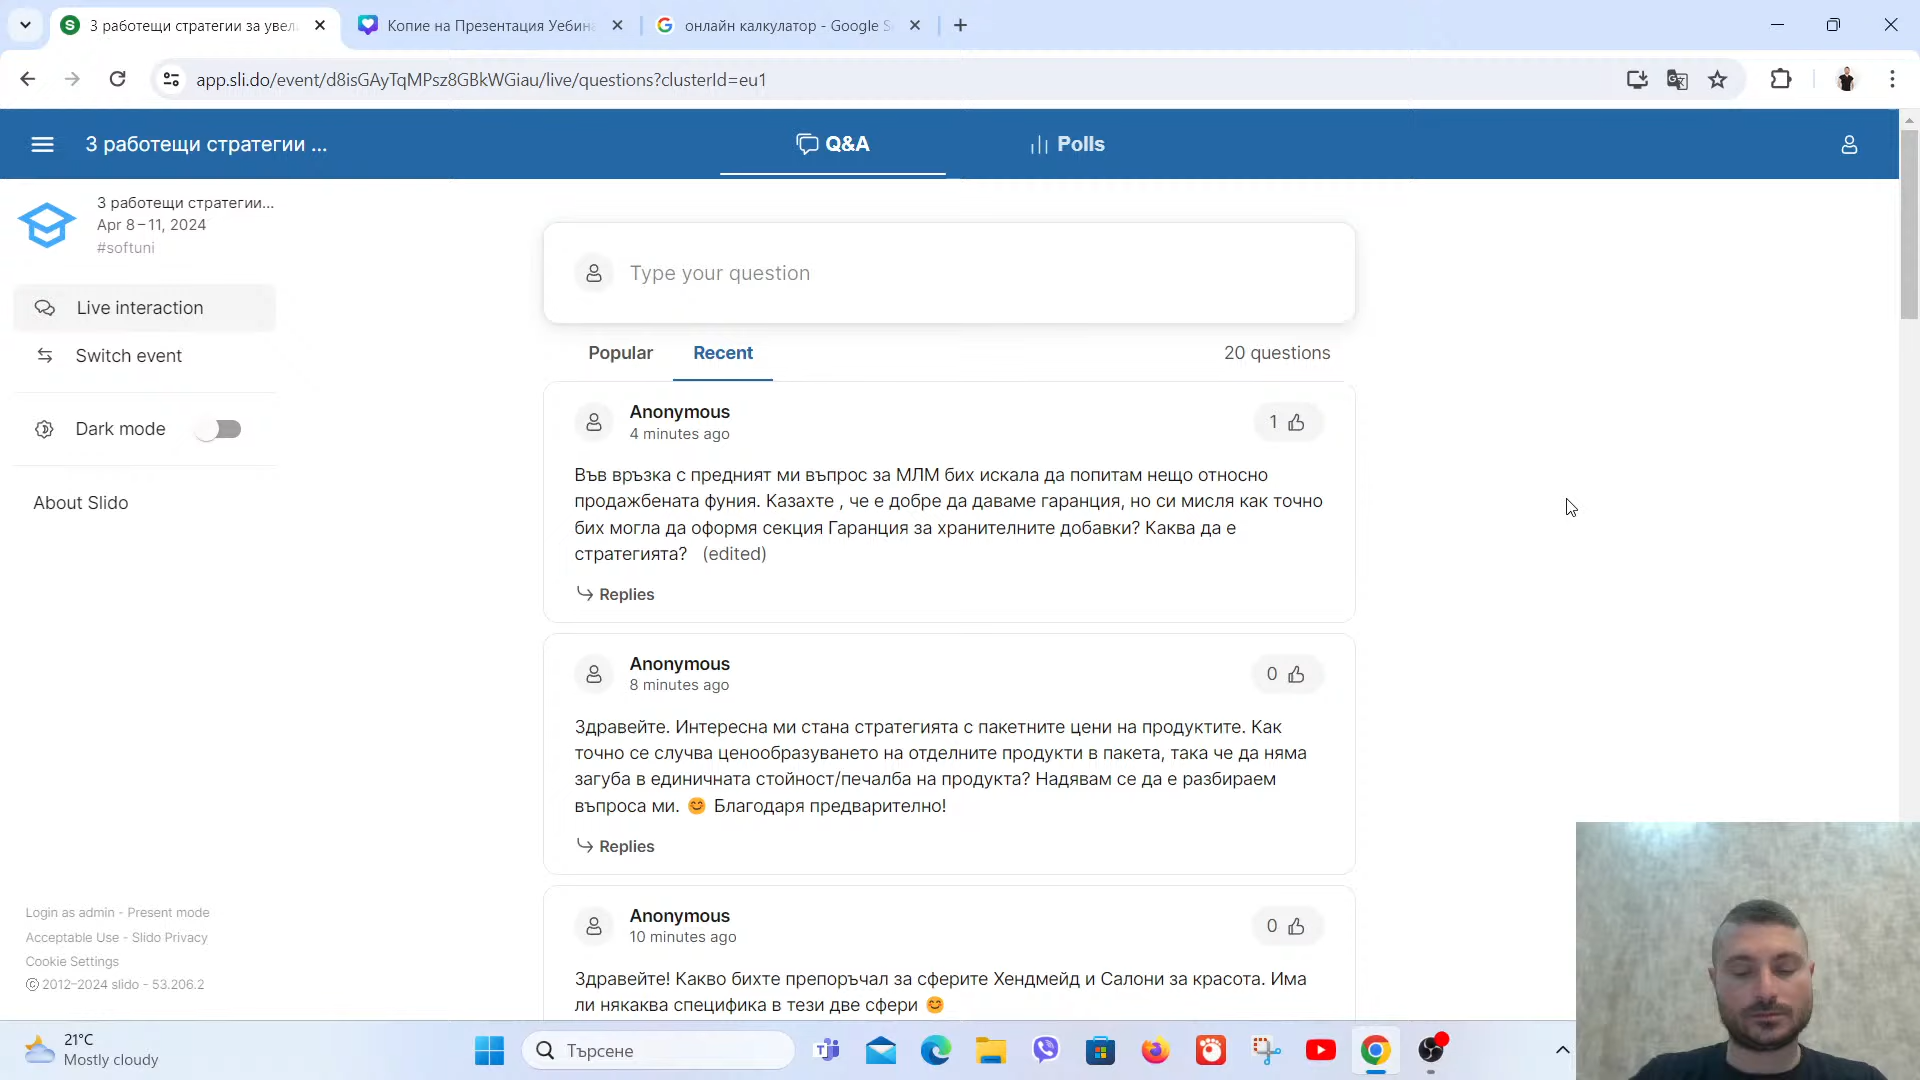 3 работещи стратегии за увел
Копие на Презентация Уебина
онлайн калкулатор - Google S
app.sli.do/event/d8isGAyTqMPsz8GBkWGiau/live/questions?clusterId=eu1
3 работещи стратегии ...
Q&A
Polls
3 работещи стратегии...
Apr 8 – 11, 2024
#softuni
Live interaction
Switch event
Dark mode
About Slido
Type your question
Popular
Recent
20 questions
Anonymous
4 minutes ago
1
Във връзка с предният ми въпрос за МЛМ бих искала да попитам нещо относно
продажбената фуния. Казахте , че е добре да даваме гаранция, но си мисля как точно
бих могла да оформя секция Гаранция за хранителните добавки? Каква да е
стратегията? (edited)
Replies
Anonymous
8 minutes ago
0
Здравейте. Интересна ми стана стратегията с пакетните цени на продуктите. Как
точно се случва ценообразуването на отделните продукти в пакета, така че да няма
загуба в единичната стойност/печалба на продукта? Надявам се да е разбираем
въпроса ми. 😊 Благодаря предварително!
Replies
Anonymous
10 minutes ago
0
Здравейте! Какво бихте препоръчал за сферите Хендмейд и Салони за красота. Има
ли някаква специфика в тези две сфери 😊
Login as admin - Present mode
Acceptable Use - Slido Privacy
Cookie Settings
© 2012–2024 slido - 53.206.2
21°C
Mostly cloudy
Търсене